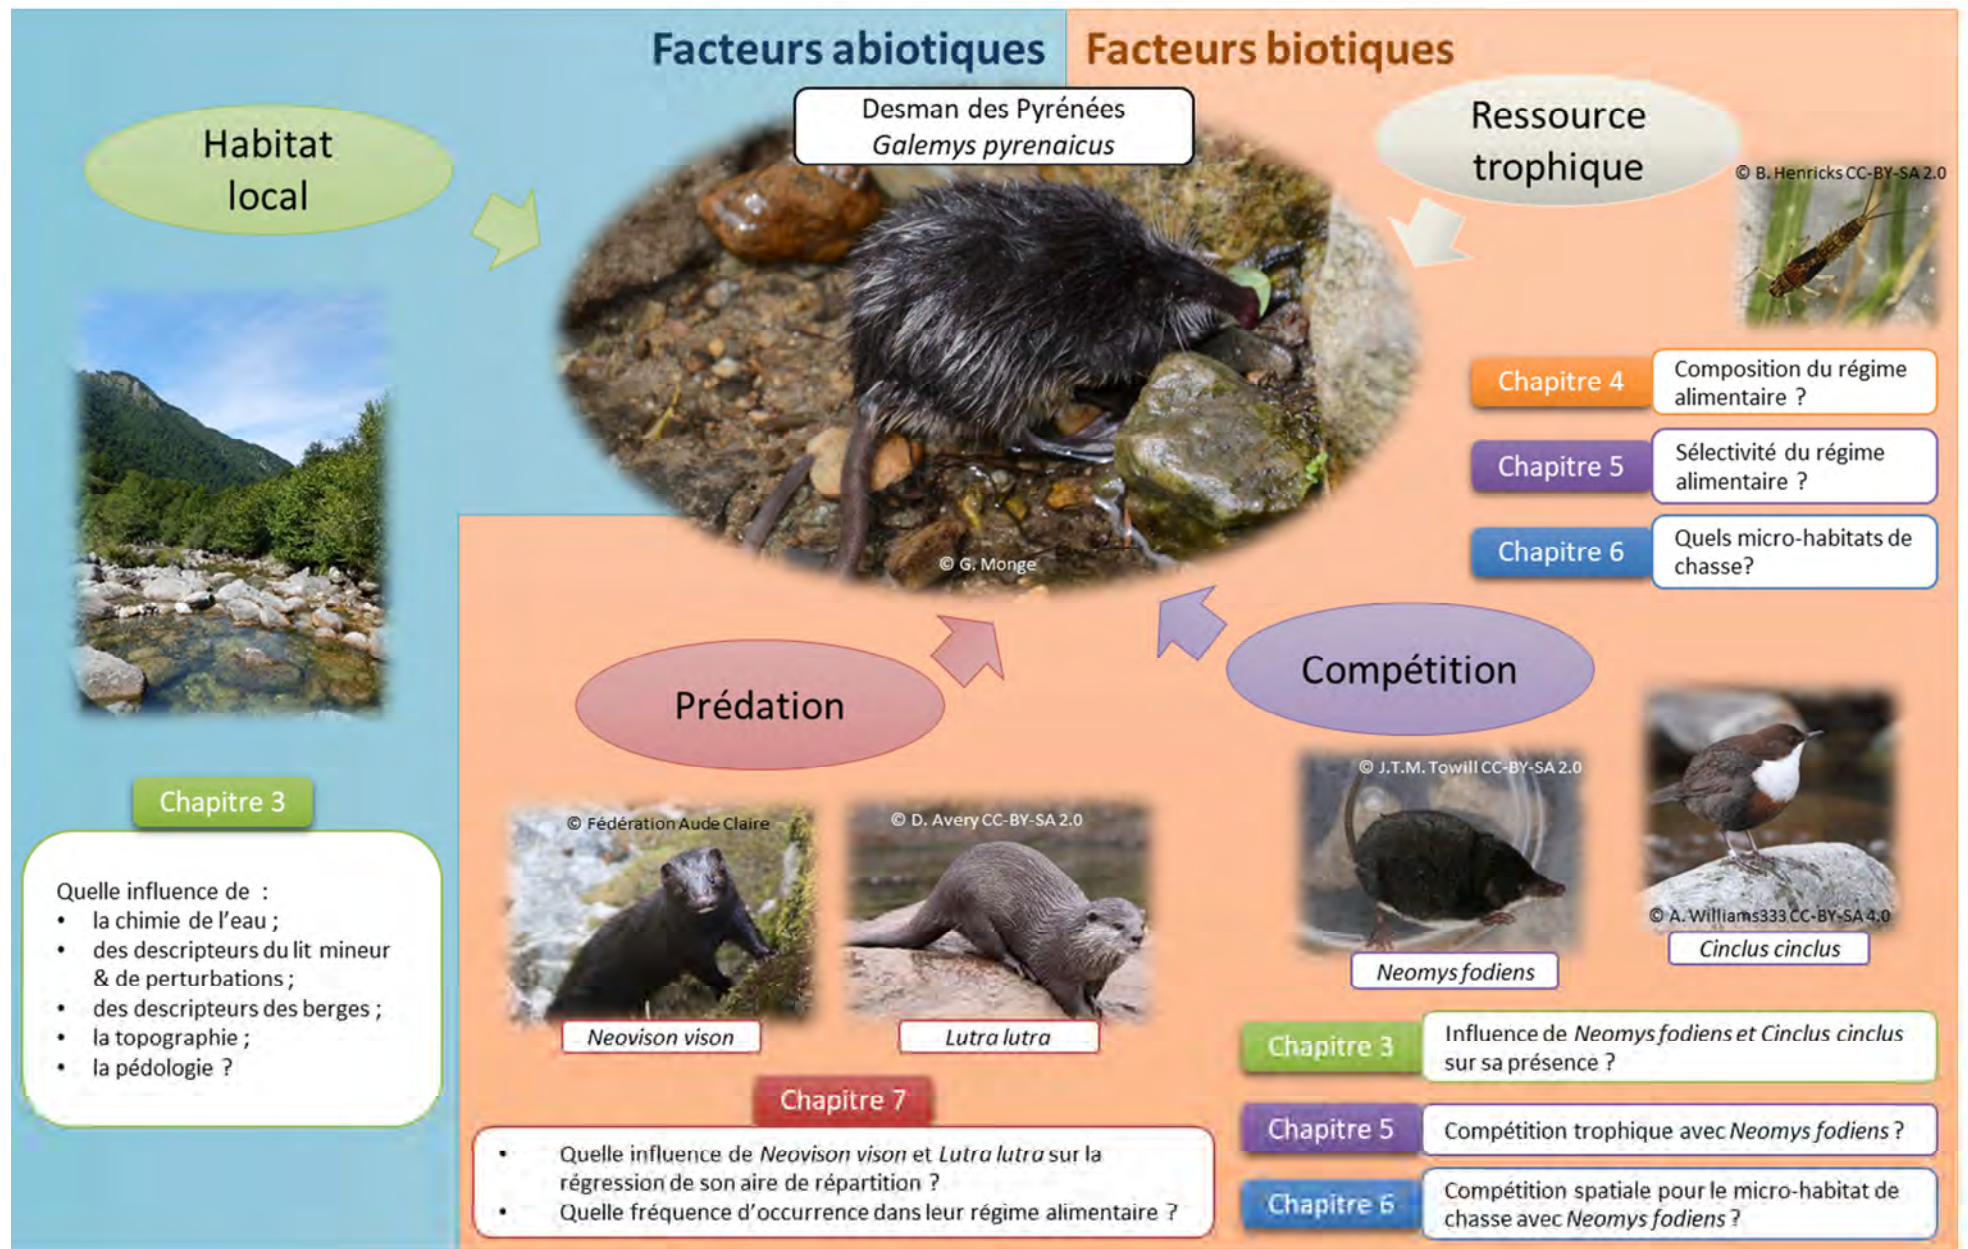 Facteurs abiotiques
Facteurs biotiques
Desman des Pyrénées
Galemys pyrenaicus
Habitat
local
Ressource
trophique
© B. Henricks CC-BY-SA 2.0
Chapitre 4
Composition du régime
alimentaire ?
Chapitre 5
Sélectivité du régime
alimentaire ?
Chapitre 6
Quels micro-habitats de
chasse?
© G. Monge
Prédation
Compétition
Chapitre 3
Quelle influence de :
• la chimie de l'eau ;
• des descripteurs du lit mineur
& de perturbations ;
• des descripteurs des berges ;
• la topographie ;
• la pédologie ?
© Fédération Aude Claire
© D. Avery CC-BY-SA 2.0
Neovison vison
Lutra lutra
Chapitre 7
• Quelle influence de Neovison vison et Lutra lutra sur la
régression de son aire de répartition ?
• Quelle fréquence d'occurrence dans leur régime alimentaire ?
© J.T.M. Towill CC-BY-SA 2.0
© A. Williams333 CC-BY-SA 4.0
Neomys fodiens
Cinclus cinclus
Chapitre 3
Influence de Neomys fodiens et Cinclus cinclus
sur sa présence ?
Chapitre 5
Compétition trophique avec Neomys fodiens ?
Chapitre 6
Compétition spatiale pour le micro-habitat de
chasse avec Neomys fodiens ?